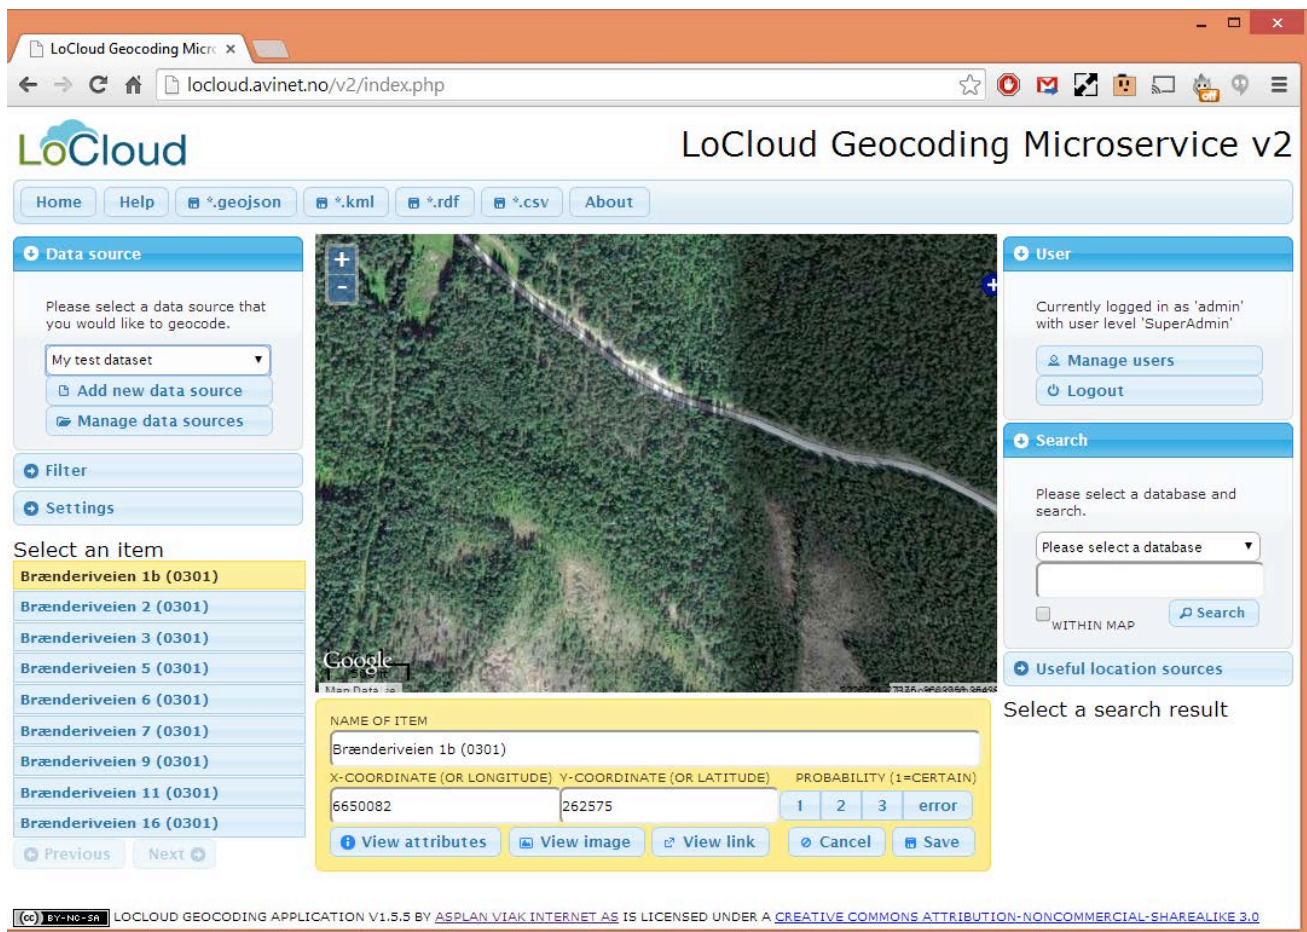 LoCloud Geocoding Micro
locloud.avinet.no/v2/index.php
off
LoCloud
LoCloud Geocoding Microservice v2
Home
Help
*.geojson
*.kml
*.rdf
*.csv
About
Data source
Please select a data source that
you would like to geocode.
My test dataset
Add new data source
Manage data sources
Filter
Settings
Select an item
Brænderiveien 1b (0301)
Brænderiveien 2 (0301)
Brænderiveien 3 (0301)
Brænderiveien 5 (0301)
Brænderiveien 6 (0301)
Brænderiveien 7 (0301)
Brænderiveien 9 (0301)
Brænderiveien 11 (0301)
Brænderiveien 16 (0301)
Previous
Next
+
-
Google
Map Data
NAME OF ITEM
Brænderiveien 1b (0301)
X-COORDINATE (OR LONGITUDE)
Y-COORDINATE (OR LATITUDE)
PROBABILITY (1=CERTAIN)
6650082
262575
1
2
3
error
View attributes
View image
View link
Cancel
Save
User
Currently logged in as 'admin'
with user level 'SuperAdmin'
Manage users
Logout
Search
Please select a database and
search.
Please select a database
WITHIN MAP
Search
Useful location sources
Select a search result
(cc) BY-NC-SA LOCLOUD GEOCODING APPLICATION V1.5.5 BY ASPLAN VIAK INTERNET AS IS LICENSED UNDER A CREATIVE COMMONS ATTRIBUTION-NONCOMMERCIAL-SHAREALIKE 3.0